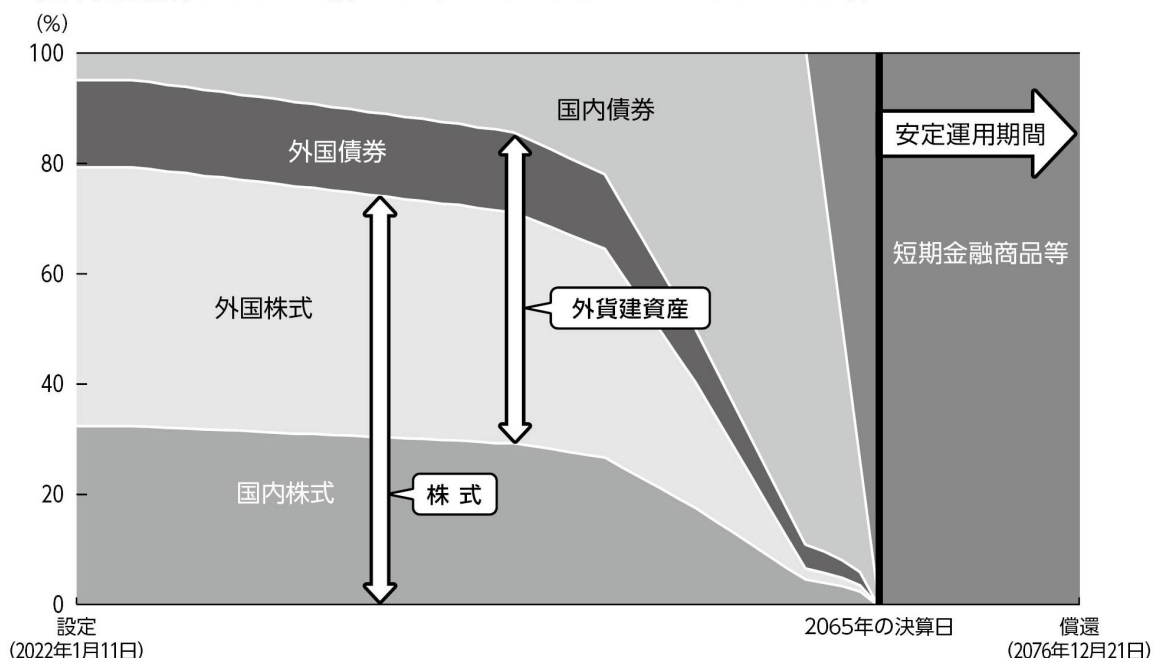 (%)
100
80
60
40
20
0
国内債券
外国債券
外国株式
国内株式
外貨建資産
株式
安定運用期間
短期金融商品等
設定
(2022年1月11日)
2065年の決算日
償還
(2076年12月21日)